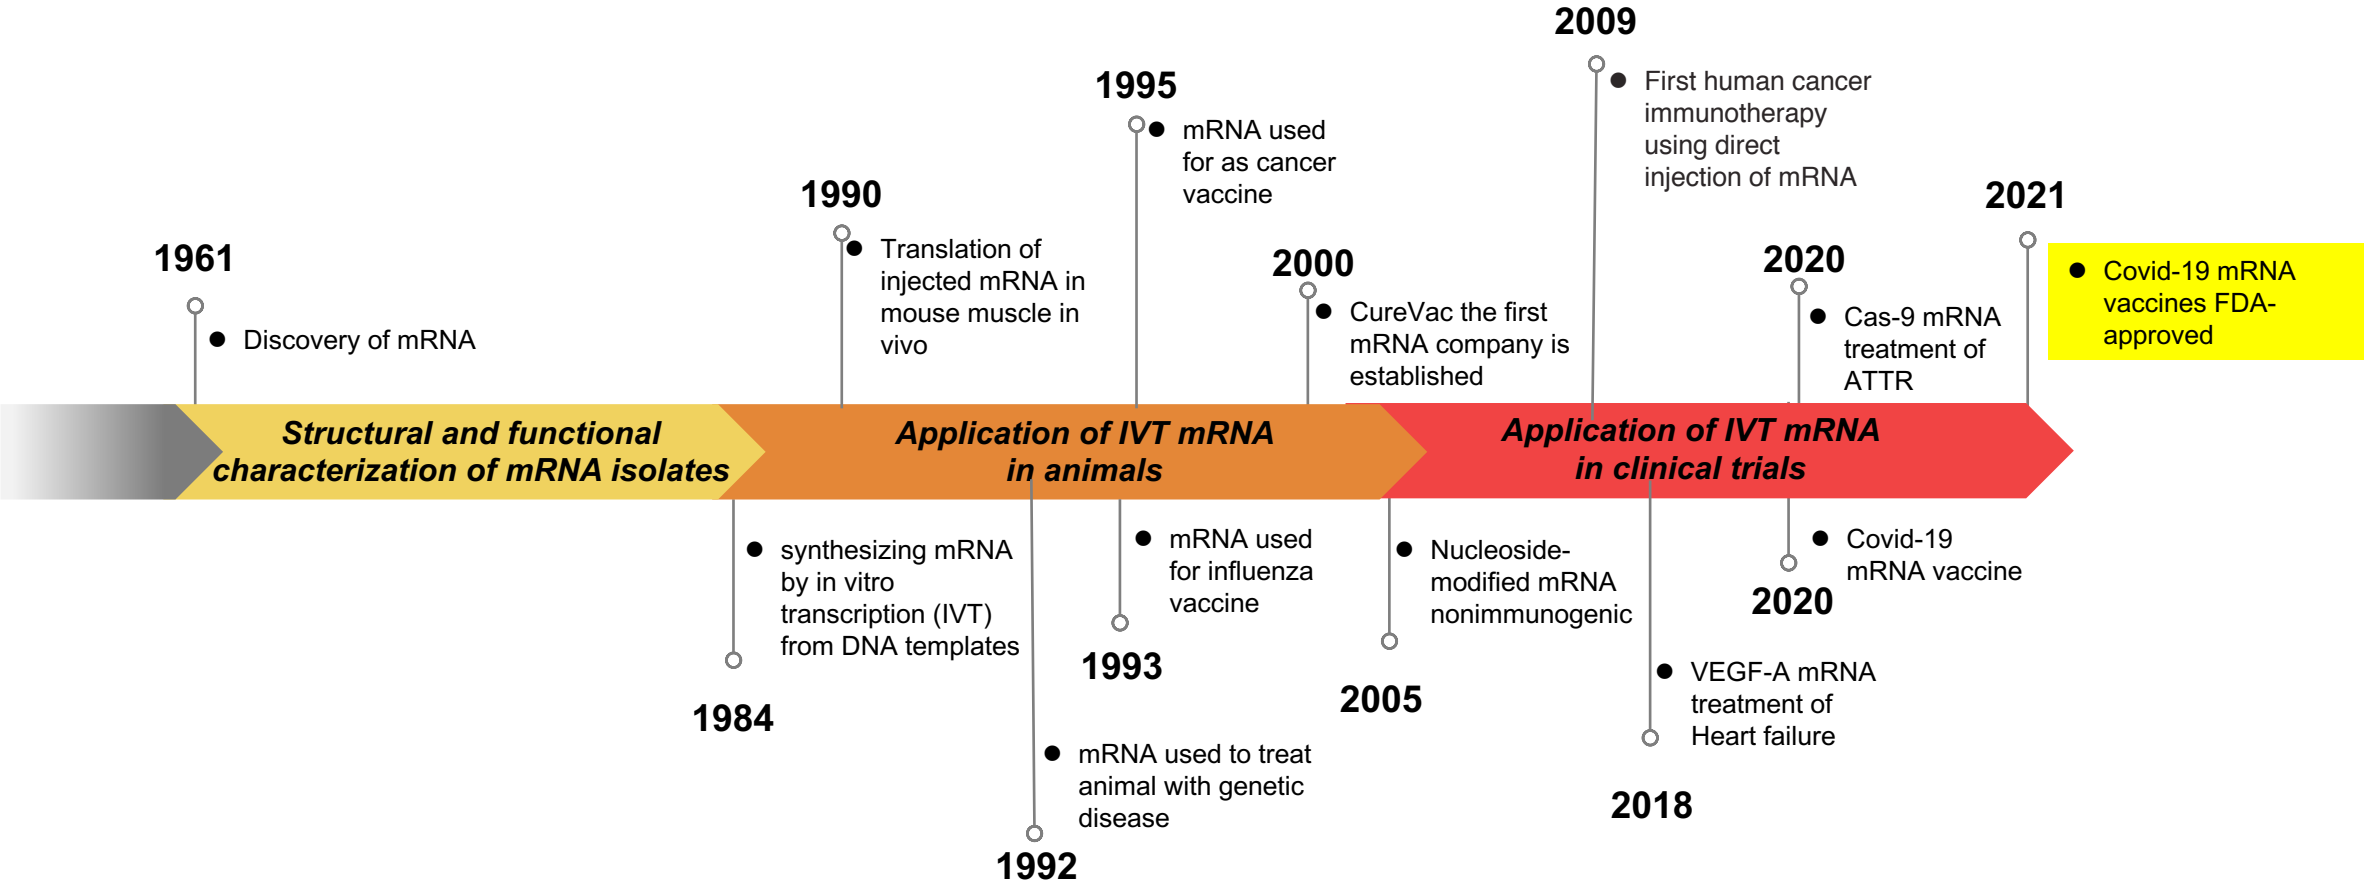 1961
● Discovery of mRNA
1990
● Translation of
injected mRNA in
mouse muscle in
vivo
1995
● mRNA used
for as cancer
vaccine
2000
● CureVac the first
mRNA company is
established
2009
● First human cancer
immunotherapy
using direct
injection of mRNA
2020
● Cas-9 mRNA
treatment of
ATTR
2021
● Covid-19 mRNA
vaccines FDA-
approved
Structural and functional
characterization of mRNA isolates
Application of IVT mRNA
in animals
Application of IVT mRNA
in clinical trials
● synthesizing mRNA
by in vitro
transcription (IVT)
from DNA templates
1984
● mRNA used to treat
animal with genetic
disease
1992
● mRNA used
for influenza
vaccine
1993
● Nucleoside-
modified mRNA
nonimmunogenic
2005
● VEGF-A mRNA
treatment of
Heart failure
2018
● Covid-19
mRNA vaccine
2020